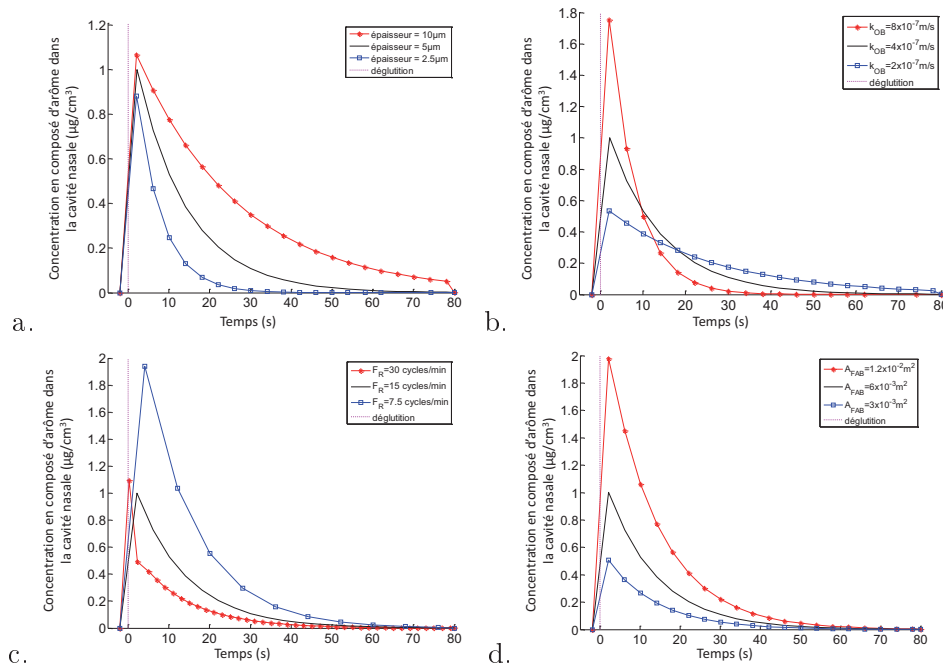 Concentration en composé d'arôme dans
la cavité nasale (µg/cm³)
1.2
1
0.8
0.6
0.4
0.2
0
épaisseur = 10µm
épaisseur = 5µm
épaisseur = 2.5µm
déglutition
0 10 20 30 40 50 60 70 80
Temps (s)
a.
Concentration en composé d'arôme dans
la cavité nasale (µg/cm³)
1.8
1.6
1.4
1.2
1
0.8
0.6
0.4
0.2
0
k_OB=8x10⁻⁷m/s
k_OB=4x10⁻⁷m/s
k_OB=2x10⁻⁷m/s
déglutition
0 10 20 30 40 50 60 70 80
Temps (s)
b.
Concentration en composé d'arôme dans
la cavité nasale (µg/cm³)
2
1.8
1.6
1.4
1.2
1
0.8
0.6
0.4
0.2
0
F_R=30 cycles/min
F_R=15 cycles/min
F_R=7.5 cycles/min
déglutition
0 10 20 30 40 50 60 70 80
Temps (s)
c.
Concentration en composé d'arôme dans
la cavité nasale (µg/cm³)
2
1.8
1.6
1.4
1.2
1
0.8
0.6
0.4
0.2
0
A_FAB=1.2x10⁻²m²
A_FAB=6x10⁻³m²
A_FAB=3x10⁻³m²
déglutition
0 10 20 30 40 50 60 70 80
Temps (s)
d.